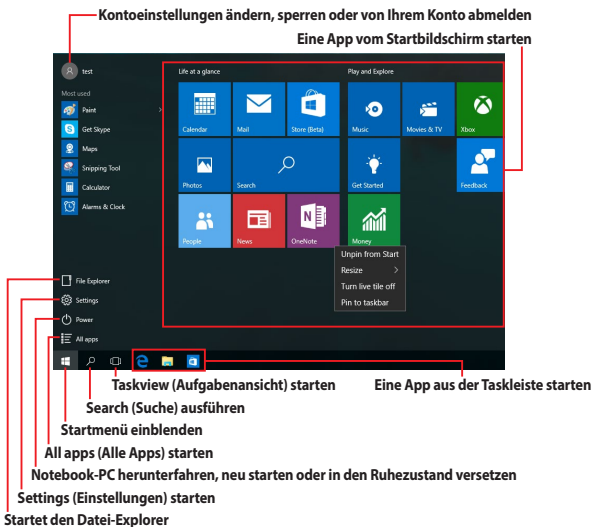 Kontoeinstellungen ändern, sperren oder von Ihrem Konto abmelden
Eine App vom Startbildschirm starten
test
Life at a glance
Play and Explore
Most used
Paint
Get Skype
Maps
Snipping Tool
Calculator
Alarms & Clock
Calendar
Mail
Store (Beta)
Music
Movies & TV
Xbox
Photos
Search
Get Started
Feedback
People
News
OneNote
Money
Unpin from Start
Resize
Turn live tile off
Pin to taskbar
File Explorer
Settings
Power
All apps
Taskview (Aufgabenansicht) starten
Eine App aus der Taskleiste starten
Search (Suche) ausführen
Startmenü einblenden
All apps (Alle Apps) starten
Notebook-PC herunterfahren, neu starten oder in den Ruhezustand versetzen
Settings (Einstellungen) starten
Startet den Datei-Explorer